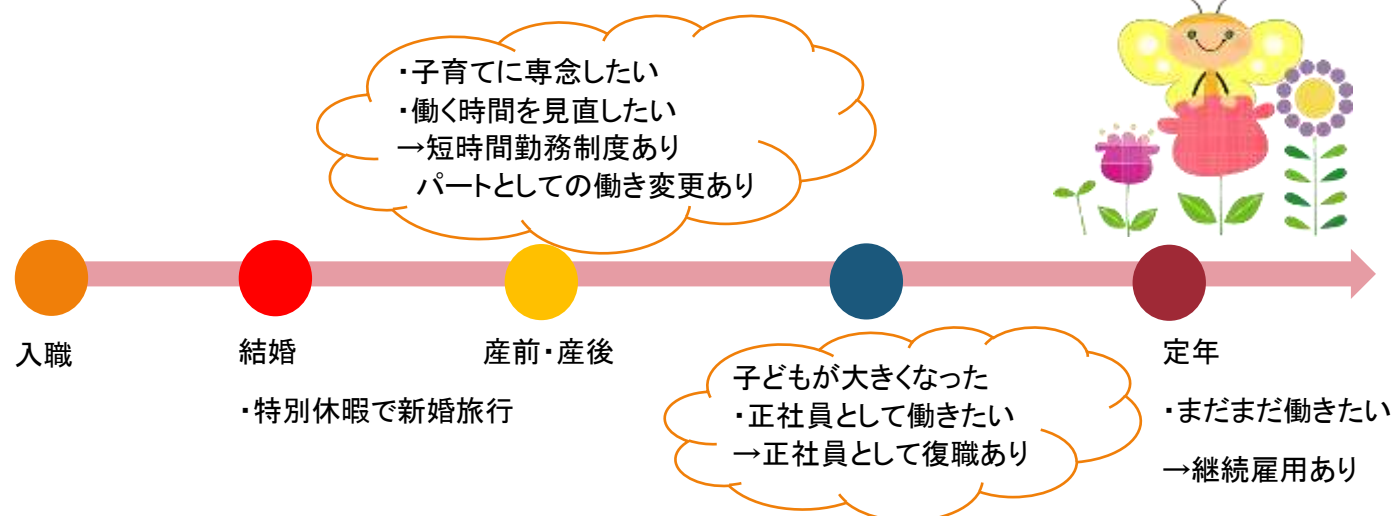 ・子育てに専念したい
・働く時間を見直したい
→短時間勤務制度あり
パートとしての働き変更あり
入職
結婚
・特別休暇で新婚旅行
産前・産後
子どもが大きくなった
・正社員として働きたい
→正社員として復職あり
定年
・まだまだ働きたい
→継続雇用あり